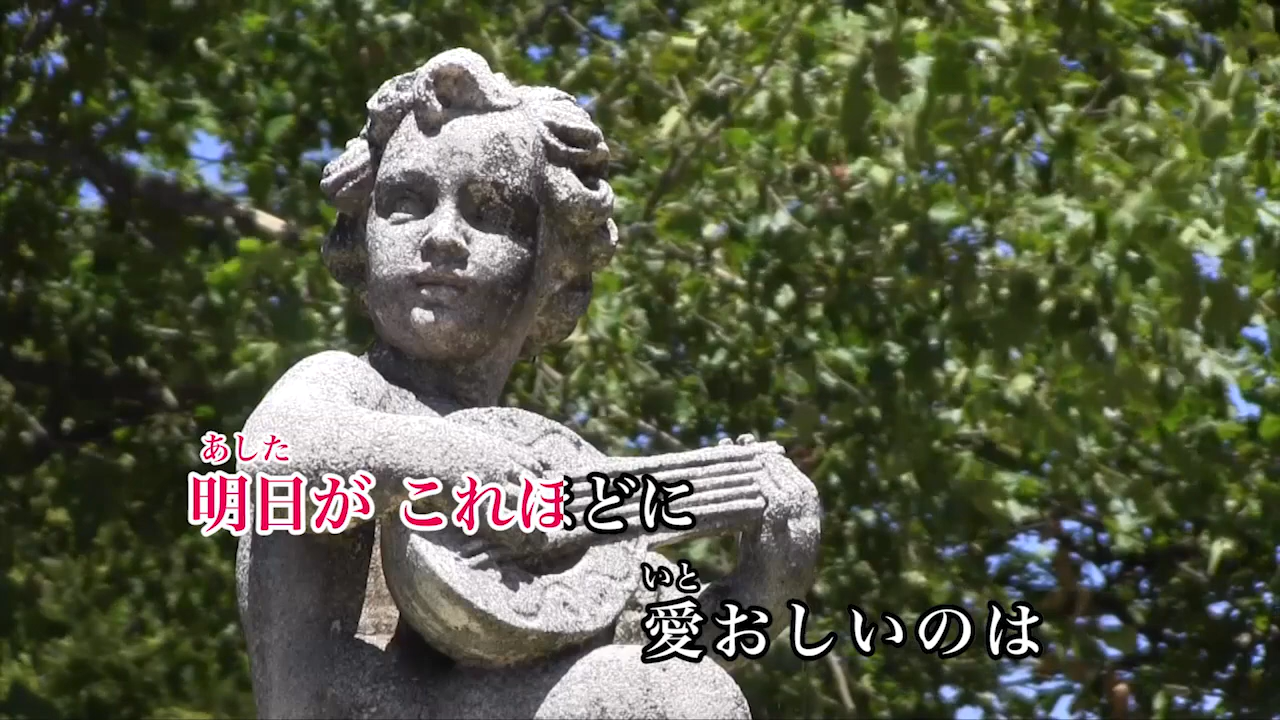 あした
明日が これほどに
いと
愛おしいのは